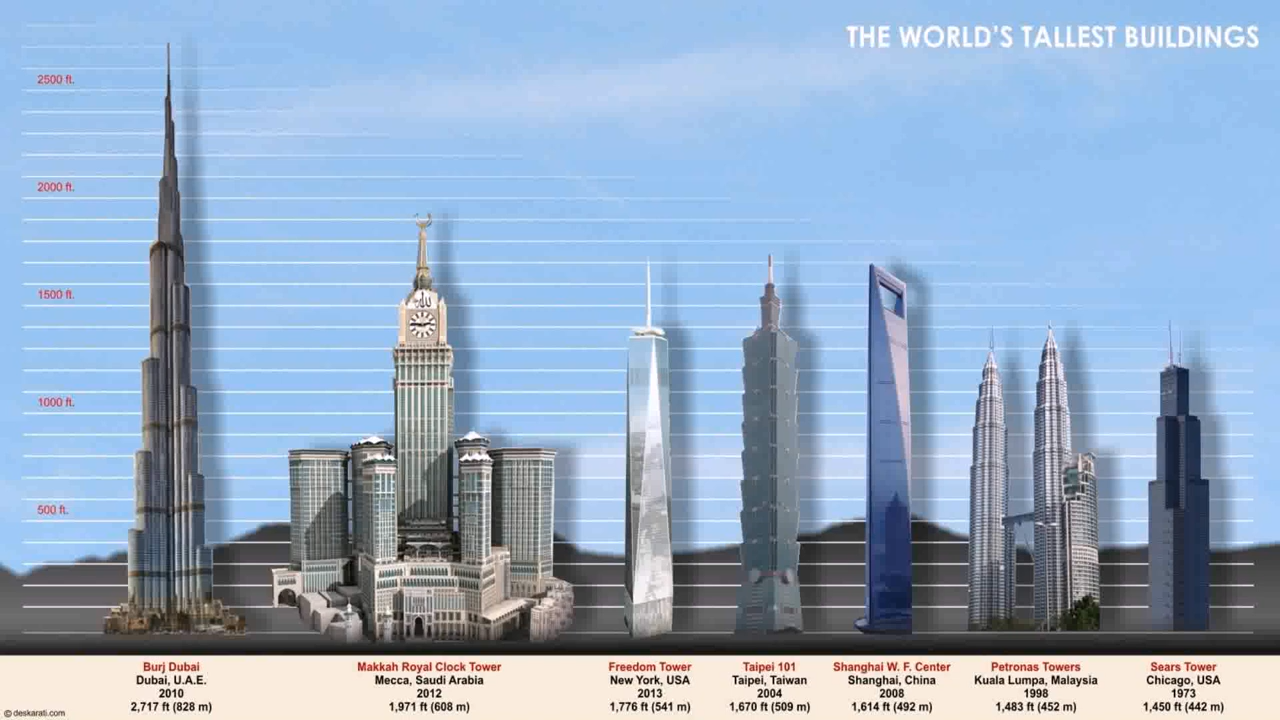 THE WORLD'S TALLEST BUILDINGS
2500 ft.
2000 ft.
1500 ft.
1000 ft.
500 ft.
Burj Dubai
Dubai, U.A.E.
2010
2,717 ft (828 m)
Makkah Royal Clock Tower
Mecca, Saudi Arabia
2012
1,971 ft (608 m)
Freedom Tower
New York, USA
2013
1,776 ft (541 m)
Taipei 101
Taipei, Taiwan
2004
1,670 ft (509 m)
Shanghai W. F. Center
Shanghai, China
2008
1,614 ft (492 m)
Petronas Towers
Kuala Lumpa, Malaysia
1998
1,483 ft (452 m)
Sears Tower
Chicago, USA
1973
1,450 ft (442 m)
© deskarati.com